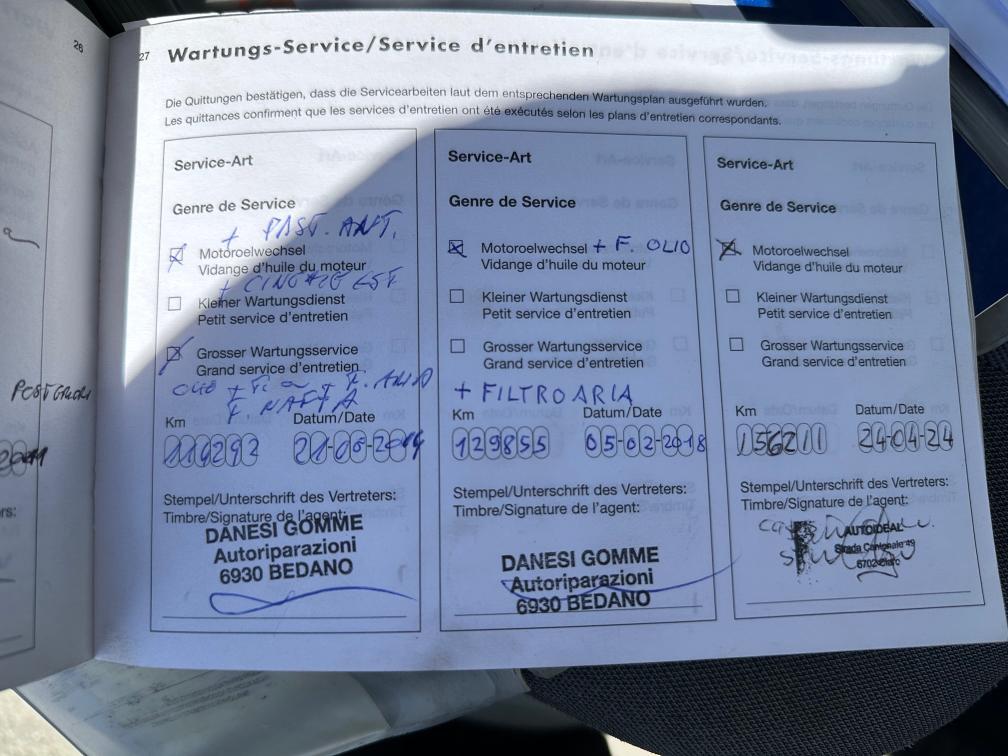 26
27 Wartungs-Service/Service d'entretien
Die Quittungen bestätigen, dass die Servicearbeiten laut dem entsprechenden Wartungsplan ausgeführt wurden.
Les quittances confirment que les services d'entretien ont été exécutés selon les plans d'entretien correspondants.
Service-Art
Genre de Service
+ PAST. ANT.
Motoroelwechsel
Vidange d'huile du moteur
Kleiner Wartungsdienst
Petit service d'entretien
Grosser Wartungsservice
Grand service d'entretien
F. NAFTA
Km Datum/Date
119293
Stempel/Unterschrift des Vertreters:
Timbre/Signature de l'agent:
DANESI GOMME
Autoriparazioni
6930 BEDANO
Service-Art
Genre de Service
Motoroelwechsel + F. OLIO
Vidange d'huile du moteur
Kleiner Wartungsdienst
Petit service d'entretien
Grosser Wartungsservice
Grand service d'entretien
+ FILTRO ARIA
Km Datum/Date
129855 05-02-2018
Stempel/Unterschrift des Vertreters:
Timbre/Signature de l'agent:
DANESI GOMME
Autoriparazioni
6930 BEDANO
Service-Art
Genre de Service
Motoroelwechsel
Vidange d'huile du moteur
Kleiner Wartungsdienst
Petit service d'entretien
Grosser Wartungsservice
Grand service d'entretien
Km Datum/Date
156211 24-04-24
Stempel/Unterschrift des Vertreters:
Timbre/Signature de l'agent:
AUTOIDEAL
Strada Cantonale 49